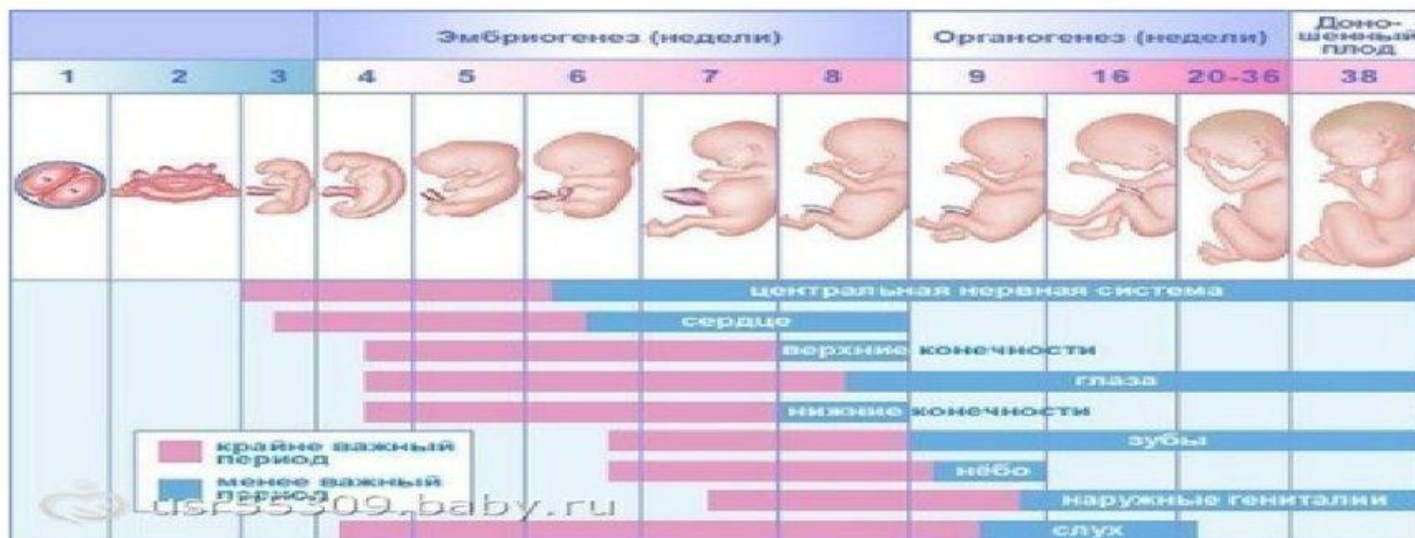 Эмбриогенез (недели)
Органогенез (недели)
Доно-
шенный
плод
1 2 3 4 5 6 7 8 9 16 20-36 38
центральная нервная система
сердце
верхние конечности
глаза
нижние конечности
зубы
нёбо
наружные гениталии
слух
крайне важный
период
менее важный
период
usr55309.baby.ru